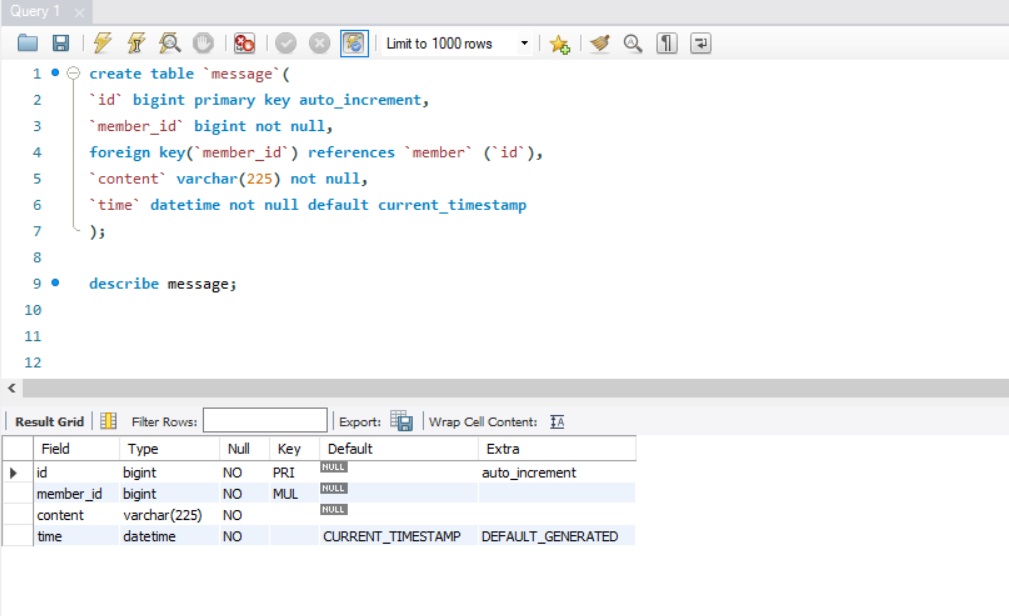 Query 1
Limit to 1000 rows
1 create table `message`(
2 `id` bigint primary key auto_increment,
3 `member_id` bigint not null,
4 foreign key(`member_id`) references `member` (`id`),
5 `content` varchar(225) not null,
6 `time` datetime not null default current_timestamp
7 );
8
9 describe message;
10
11
12
Result Grid Filter Rows: Export: Wrap Cell Content:
Field Type Null Key Default Extra
id bigint NO PRI NULL auto_increment
member_id bigint NO MUL NULL
content varchar(225) NO NULL
time datetime NO CURRENT_TIMESTAMP DEFAULT_GENERATED